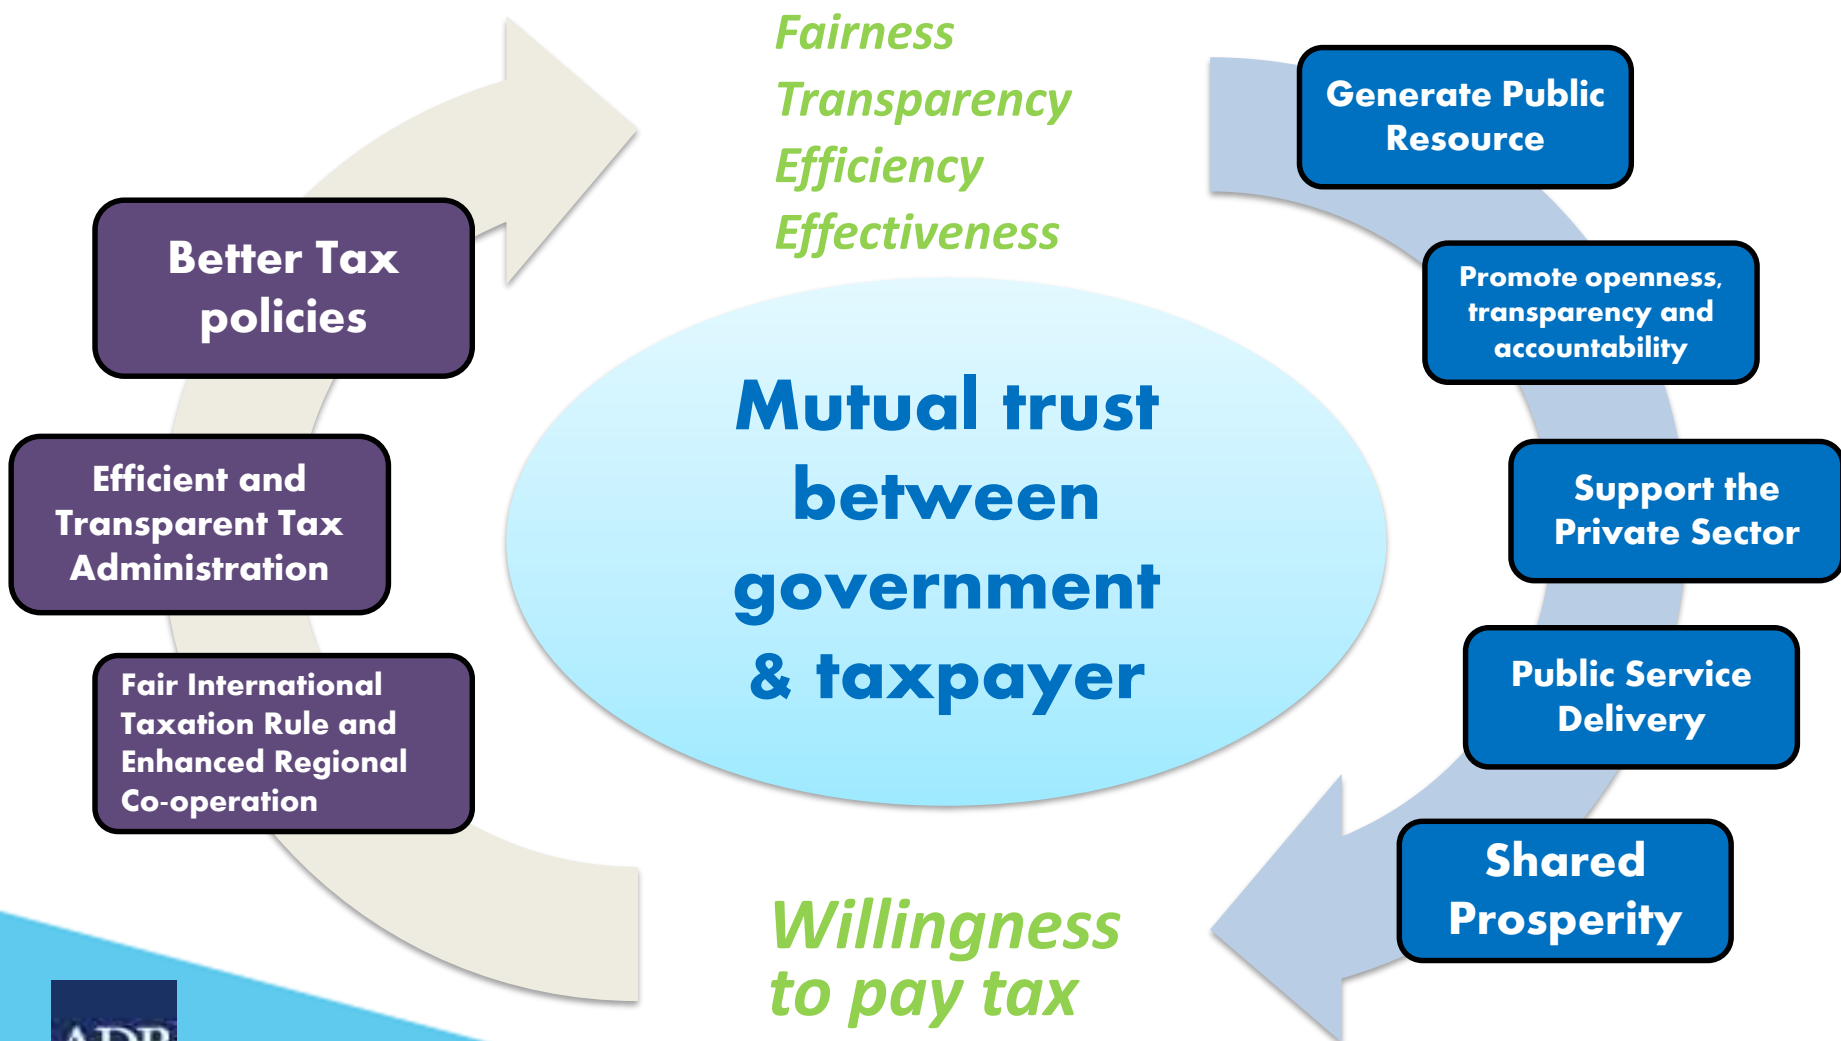 Fairness
Transparency
Efficiency
Effectiveness
Generate Public
Resource
Promote openness,
transparency and
accountability
Support the
Private Sector
Public Service
Delivery
Shared
Prosperity
Better Tax
policies
Efficient and
Transparent Tax
Administration
Fair International
Taxation Rule and
Enhanced Regional
Co-operation
Mutual trust
between
government
& taxpayer
Willingness
to pay tax
ADB